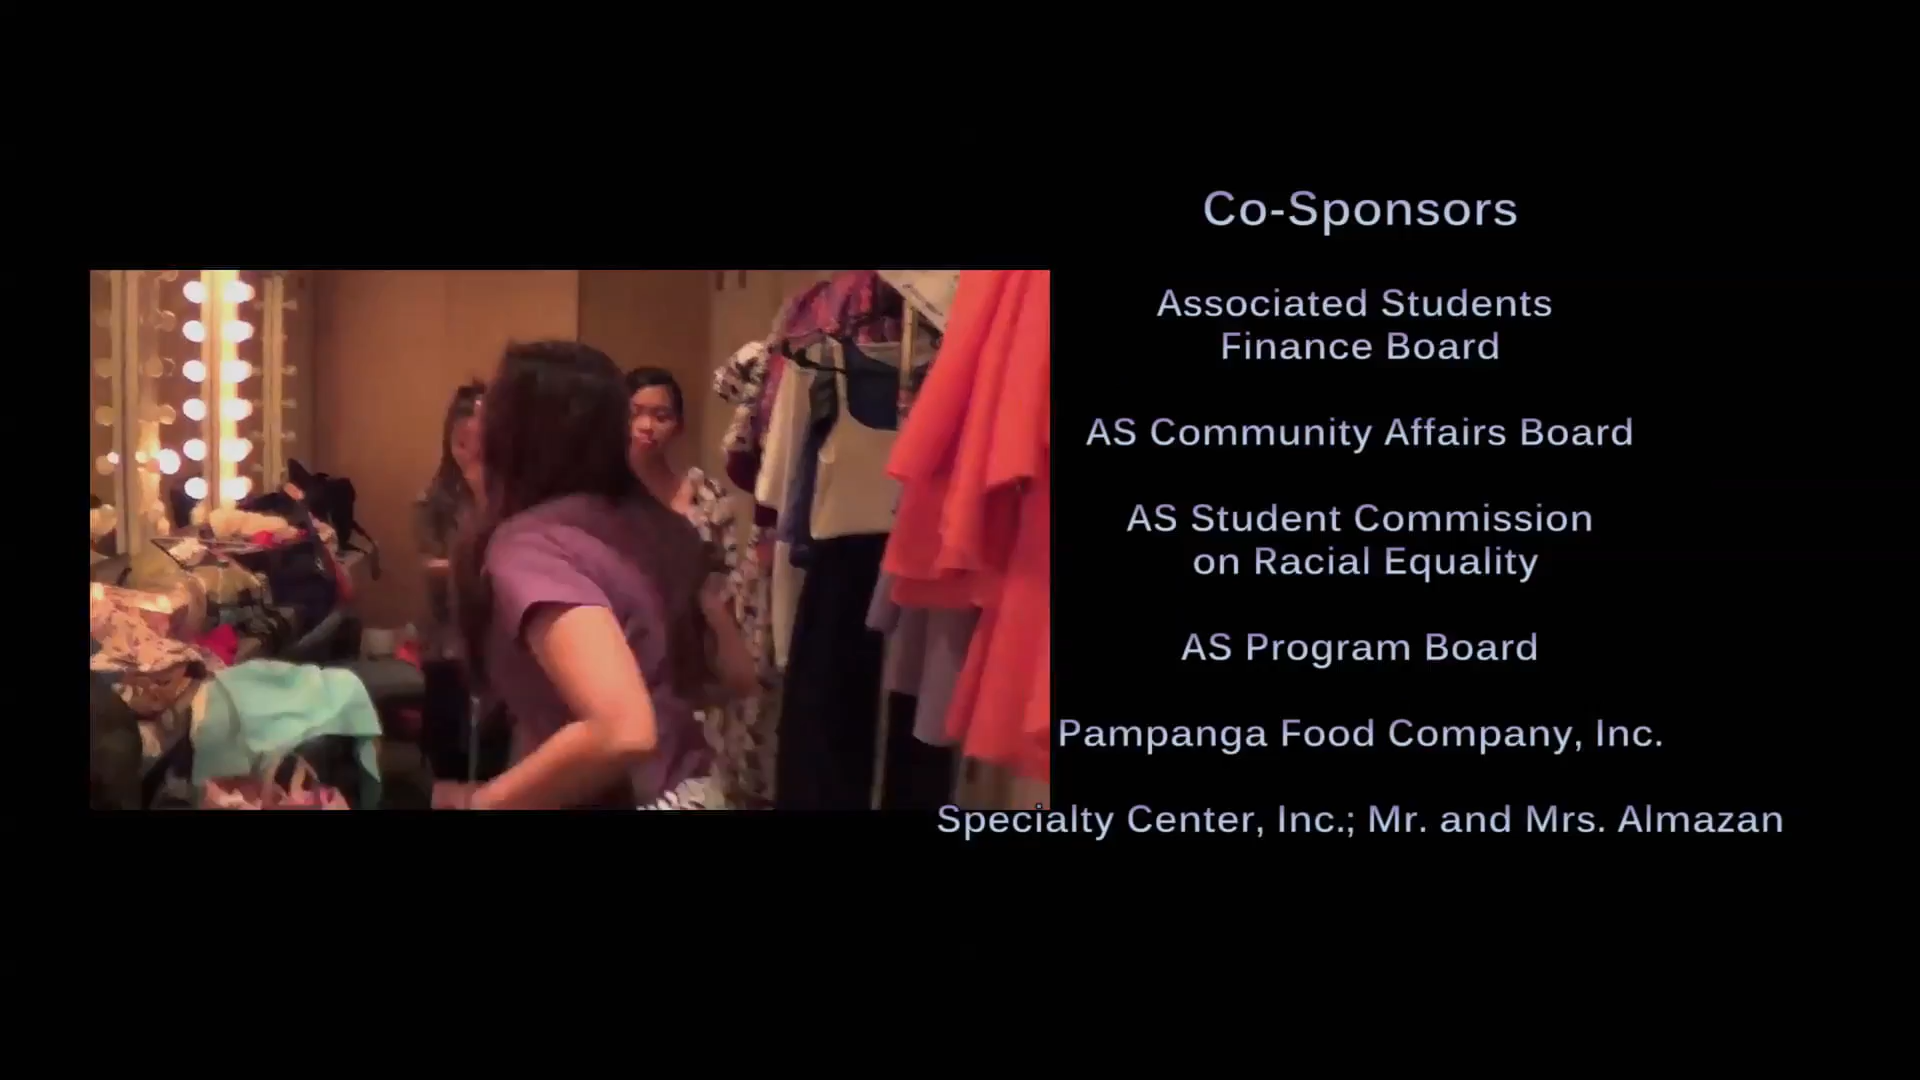 Co-Sponsors
Associated Students
Finance Board
AS Community Affairs Board
AS Student Commission
on Racial Equality
AS Program Board
Pampanga Food Company, Inc.
Specialty Center, Inc.; Mr. and Mrs. Almazan